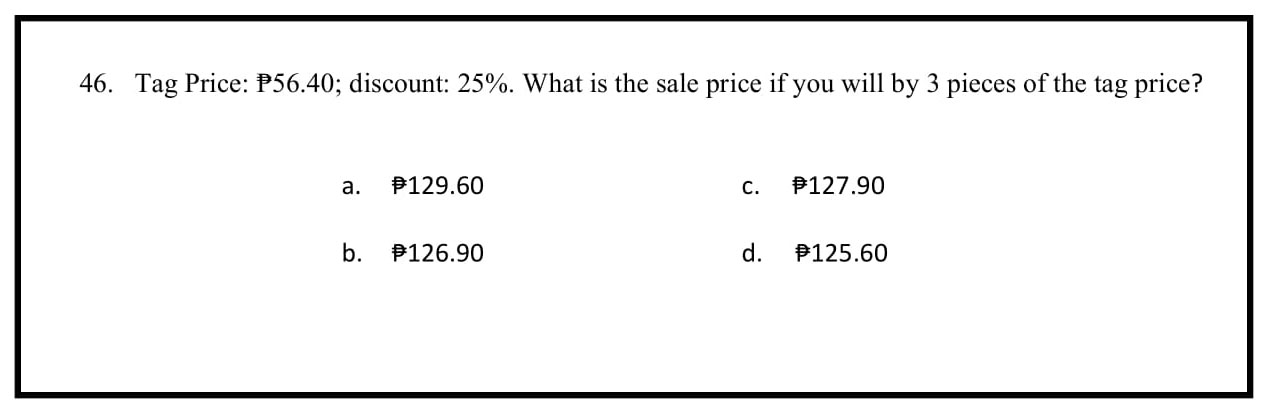 46. Tag Price: ₱56.40; discount: 25%. What is the sale price if you will by 3 pieces of the tag price?
a. ₱129.60
c. ₱127.90
b. ₱126.90
d. ₱125.60